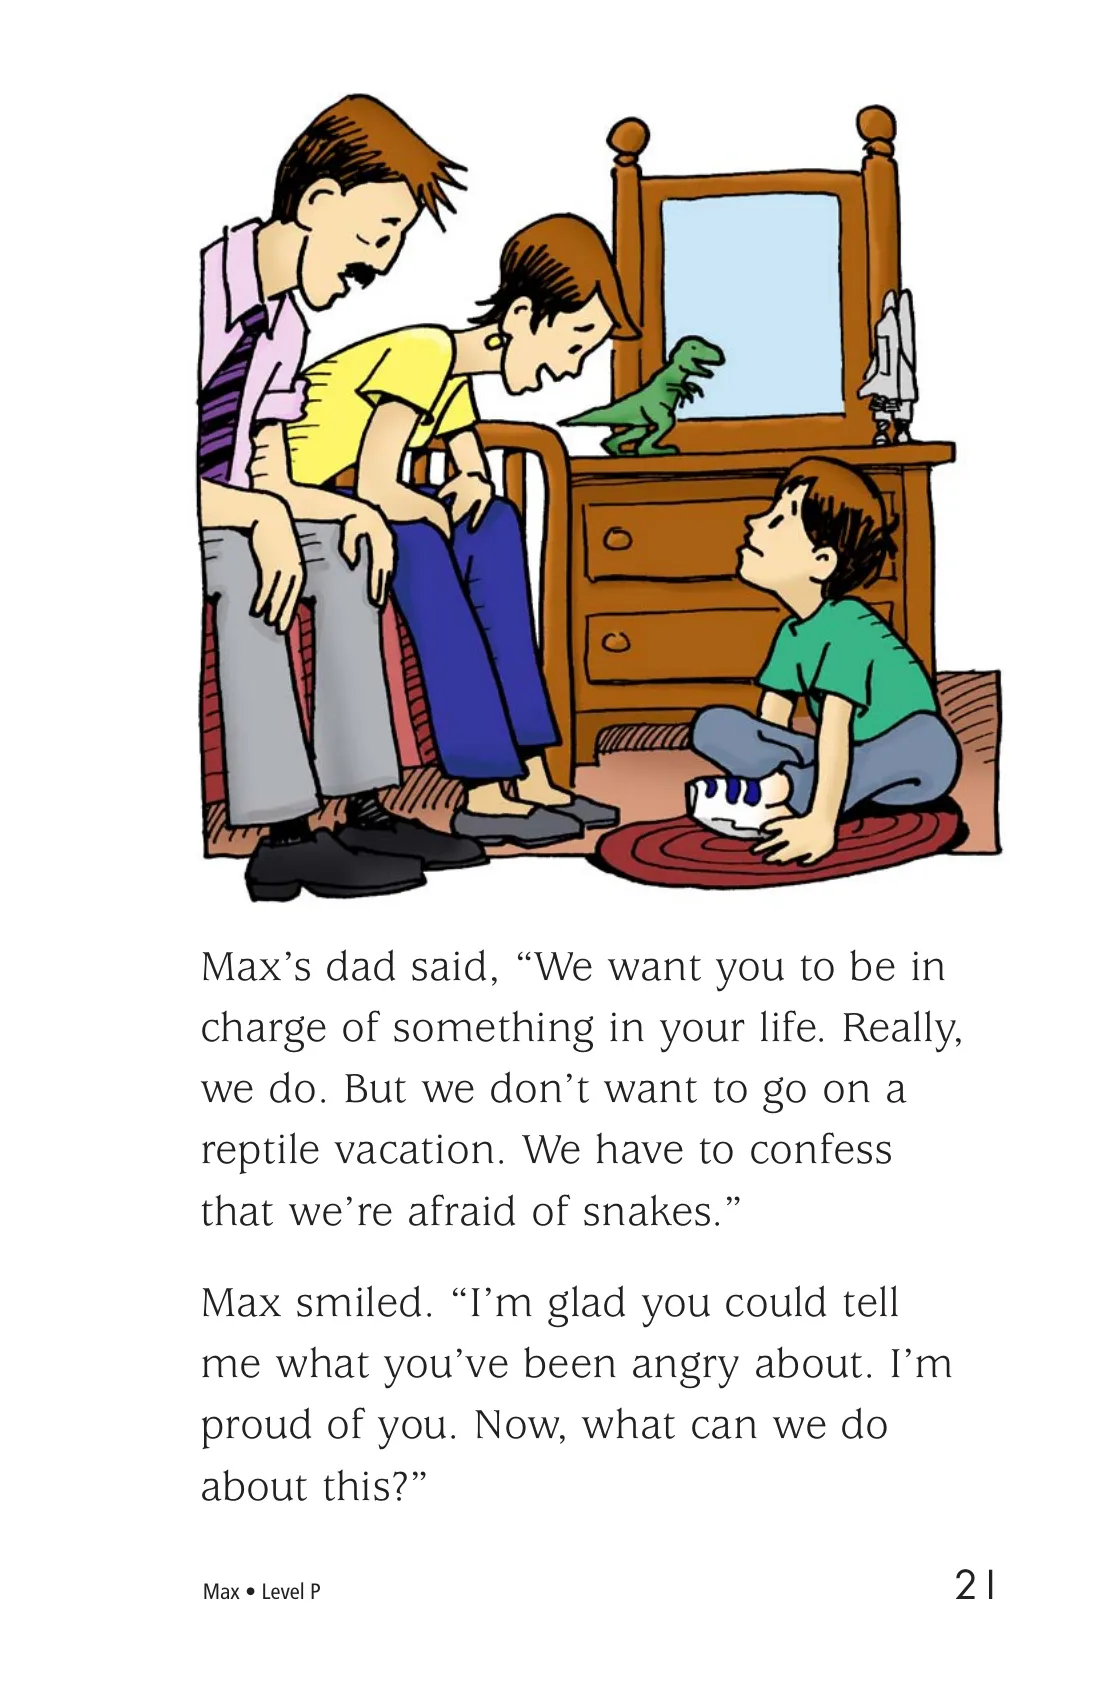 Max’s dad said, “We want you to be in
charge of something in your life. Really,
we do. But we don’t want to go on a
reptile vacation. We have to confess
that we’re afraid of snakes.”
Max smiled. “I’m glad you could tell
me what you’ve been angry about. I’m
proud of you. Now, what can we do
about this?”
Max • Level P
21